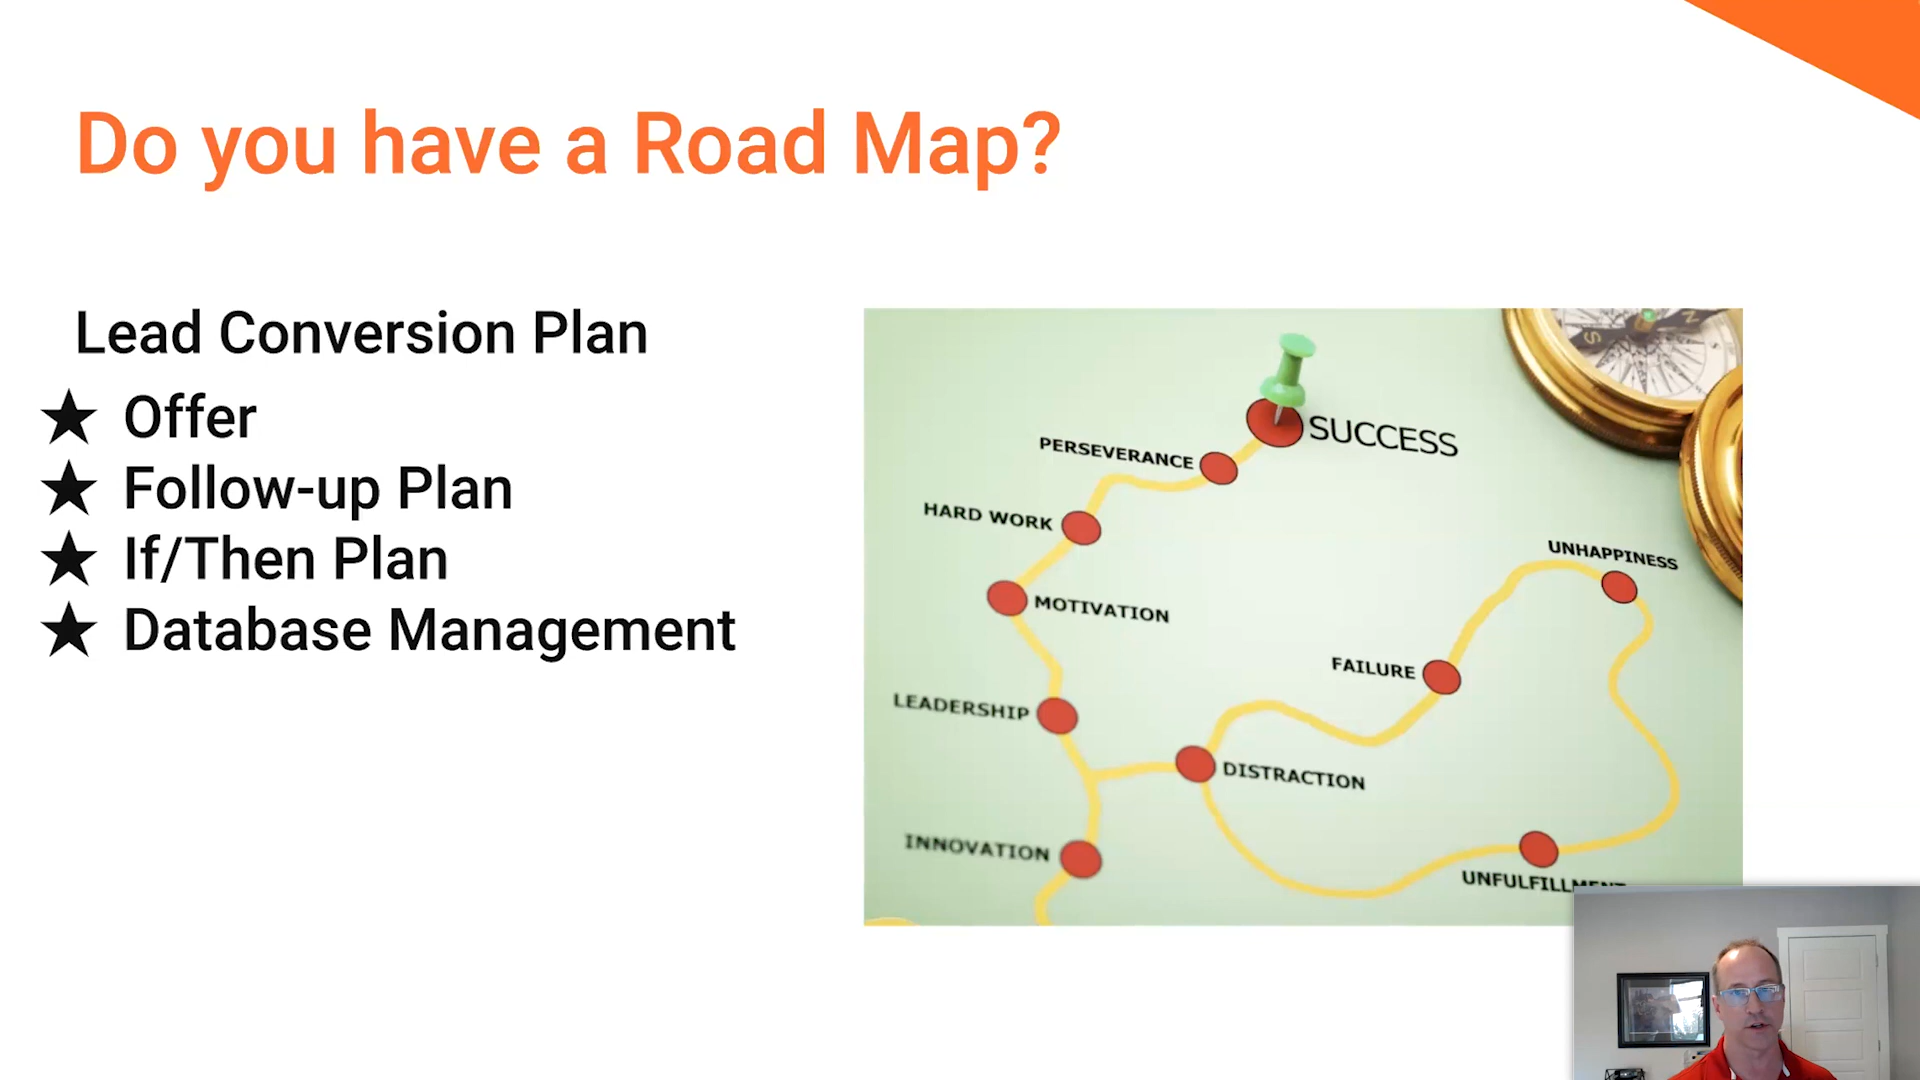 Do you have a Road Map?
Lead Conversion Plan
★ Offer
★ Follow-up Plan
★ If/Then Plan
★ Database Management
SUCCESS
PERSEVERANCE
HARD WORK
UNHAPPINESS
MOTIVATION
FAILURE
LEADERSHIP
DISTRACTION
INNOVATION
UNFULFILLMENT
N
S